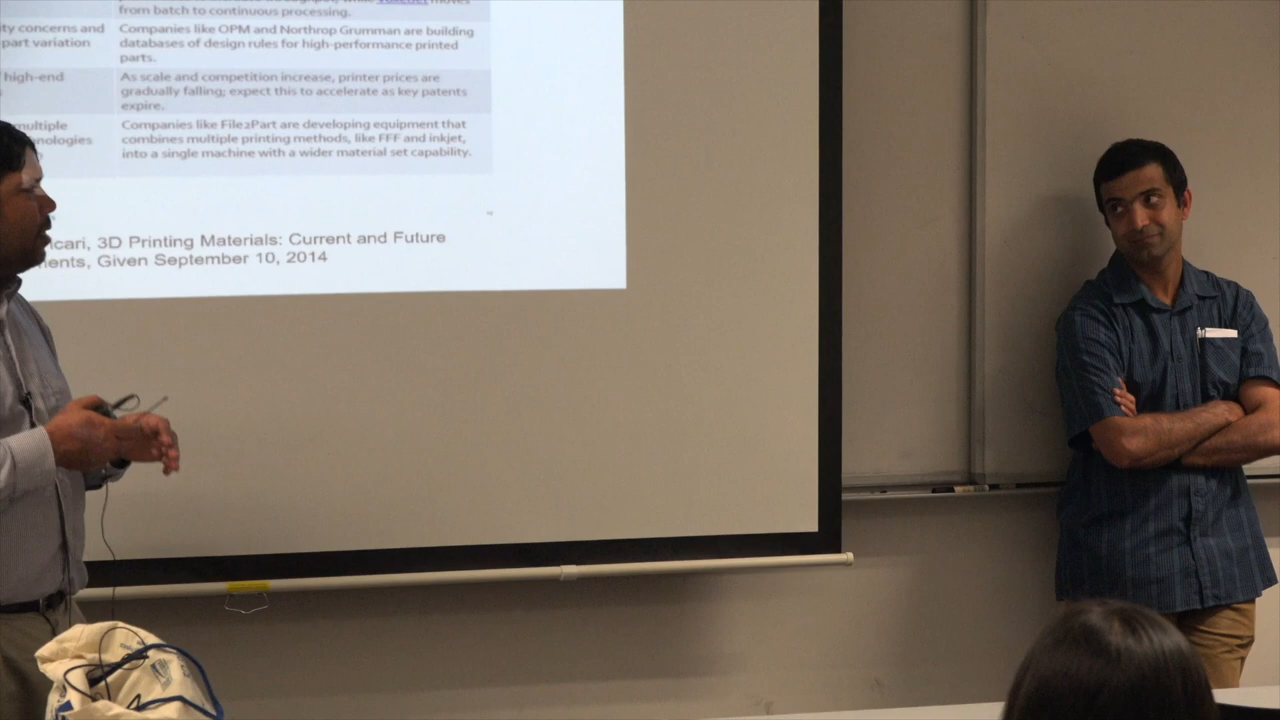 from batch to continuous processing.
ty concerns and
part variation
Companies like OPM and Northrop Grumman are building
databases of design rules for high-performance printed
parts.
high-end
As scale and competition increase, printer prices are
gradually falling; expect this to accelerate as key patents
expire.
multiple
nologies
Companies like File2Part are developing equipment that
combines multiple printing methods, like FFF and inkjet,
into a single machine with a wider material set capability.
icari, 3D Printing Materials: Current and Future
ents, Given September 10, 2014